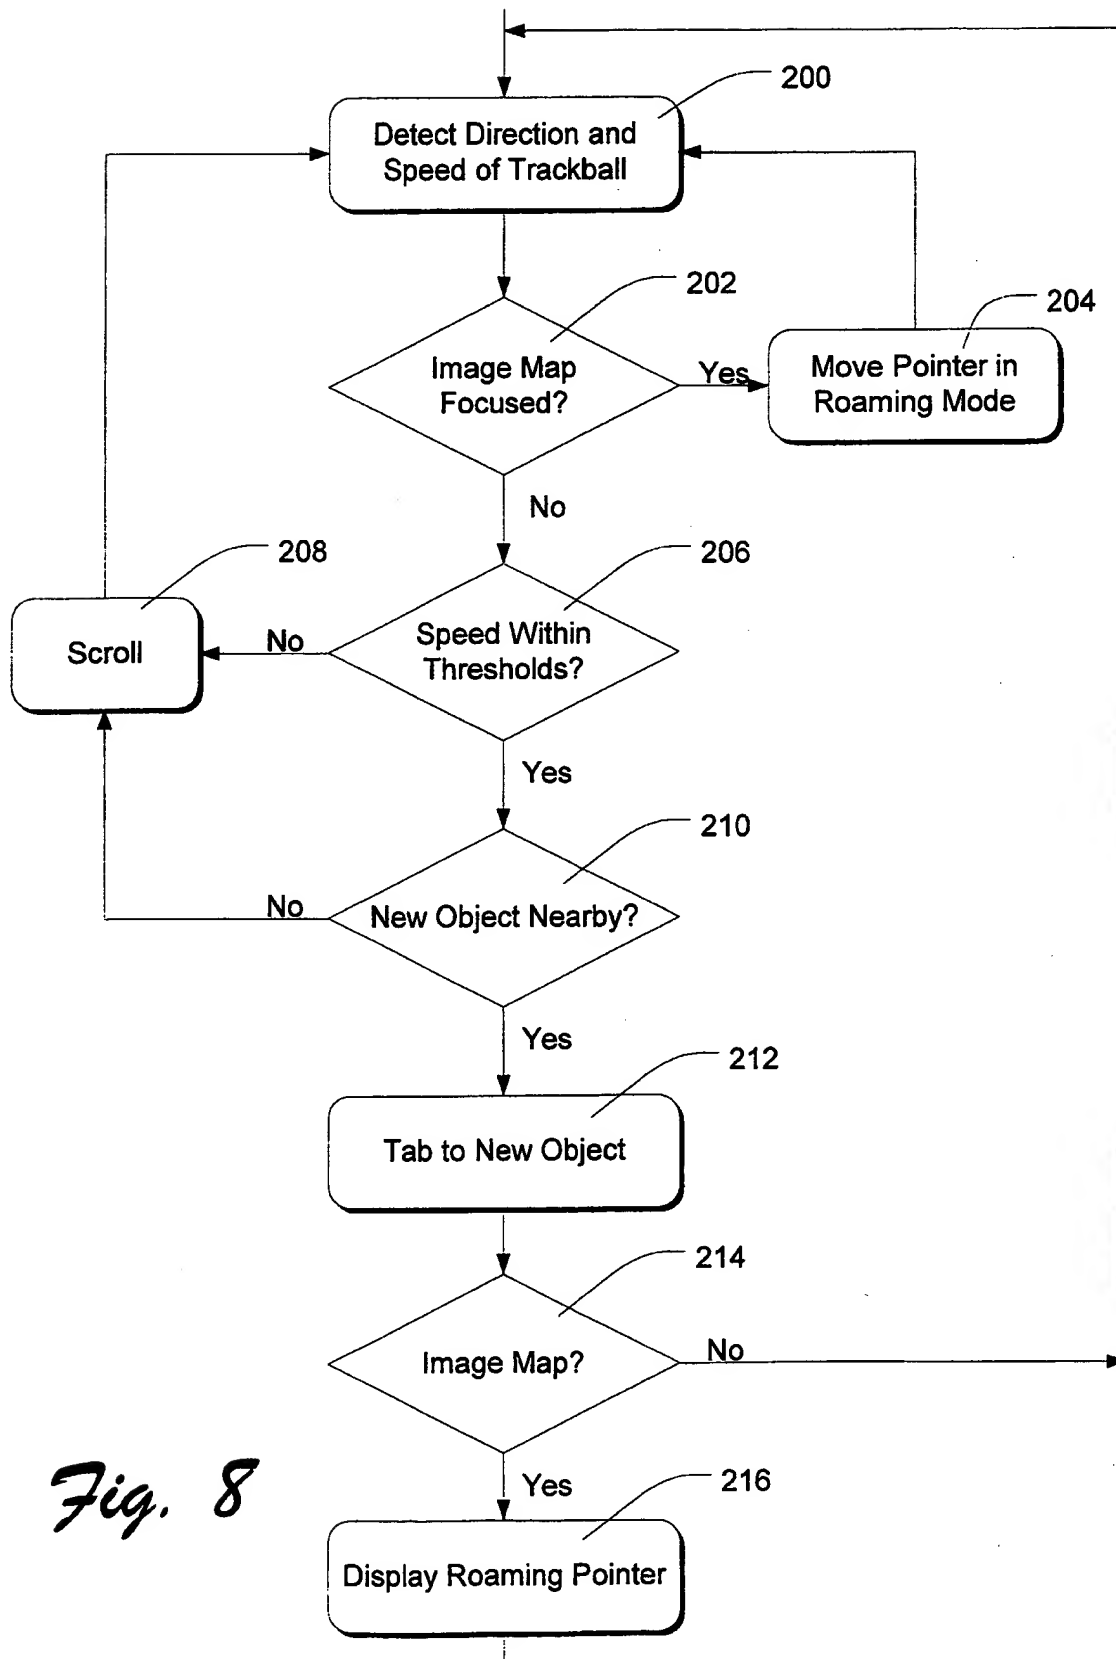 200
Detect Direction and
Speed of Trackball
202
204
Image Map
Focused?
Yes
Move Pointer in
Roaming Mode
No
208
206
Scroll
No
Speed Within
Thresholds?
Yes
210
No
New Object Nearby?
Yes
212
Tab to New Object
214
Image Map?
No
Fig. 8
Yes
216
Display Roaming Pointer